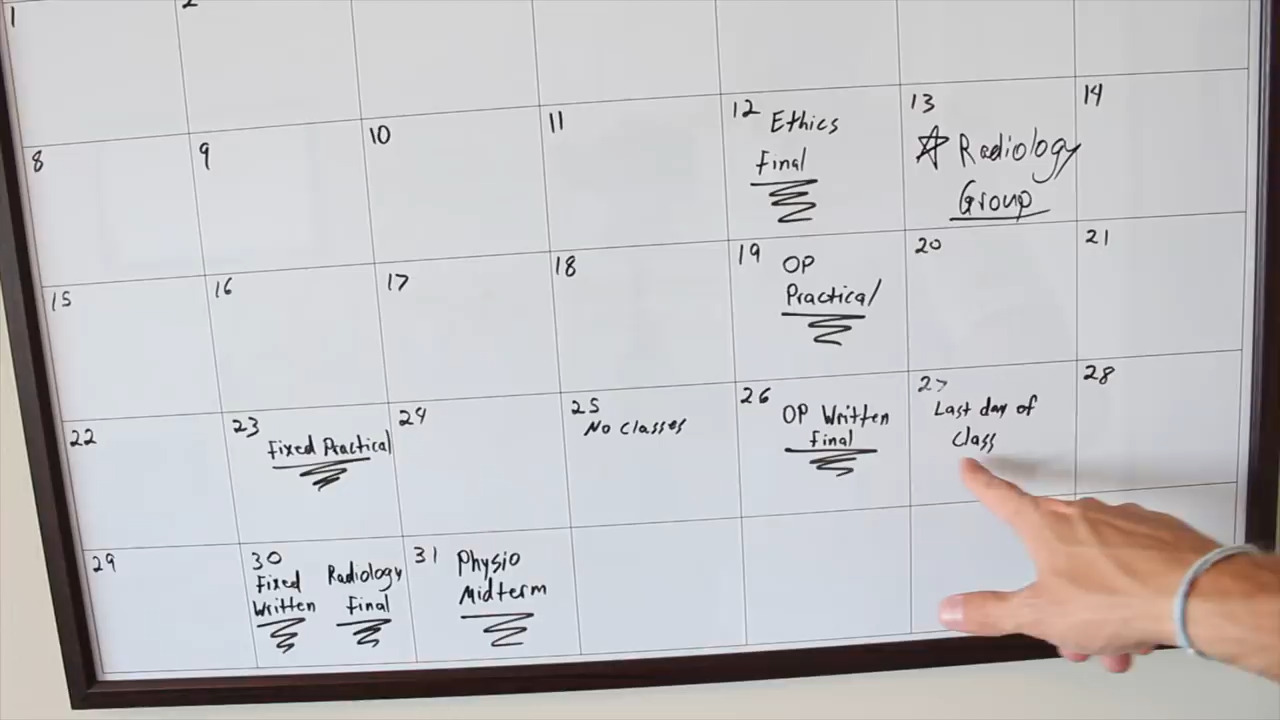 1
2
8
9
10
11
12 Ethics
Final
13
☆ Radiology
Group
14
15
16
17
18
19 OP
Practical
20
21
22
23
Fixed Practical
24
25
No Classes
26
OP Written
Final
27
Last day of
Class
28
29
30
Fixed
Written
Radiology
Final
31 Physio
Midterm